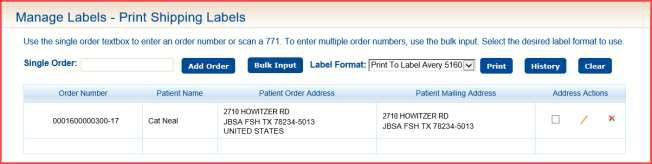 Manage Labels - Print Shipping Labels
Use the single order textbox to enter an order number or scan a 771. To enter multiple order numbers, use the bulk input. Select the desired label format to use.
Single Order: Add Order Bulk Input Label Format: Print To Label Avery 5160 Print History Clear
Order Number Patient Name Patient Order Address Patient Mailing Address Address Actions
0001600000300-17 Cat Neal
2710 HOWITZER RD
JBSA FSH TX 78234-5013
UNITED STATES
2710 HOWITZER RD
JBSA FSH TX 78234-5013